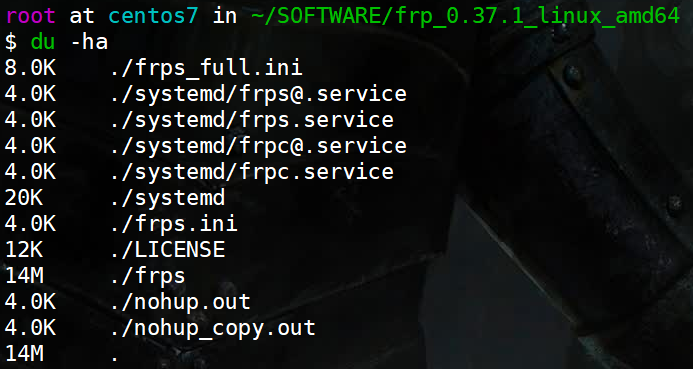 root at centos7 in ~/SOFTWARE/frp_0.37.1_linux_amd64
$ du -ha
8.0K    ./frps_full.ini
4.0K    ./systemd/frps@.service
4.0K    ./systemd/frps.service
4.0K    ./systemd/frpc@.service
4.0K    ./systemd/frpc.service
20K     ./systemd
4.0K    ./frps.ini
12K     ./LICENSE
14M     ./frps
4.0K    ./nohup.out
4.0K    ./nohup_copy.out
14M     .